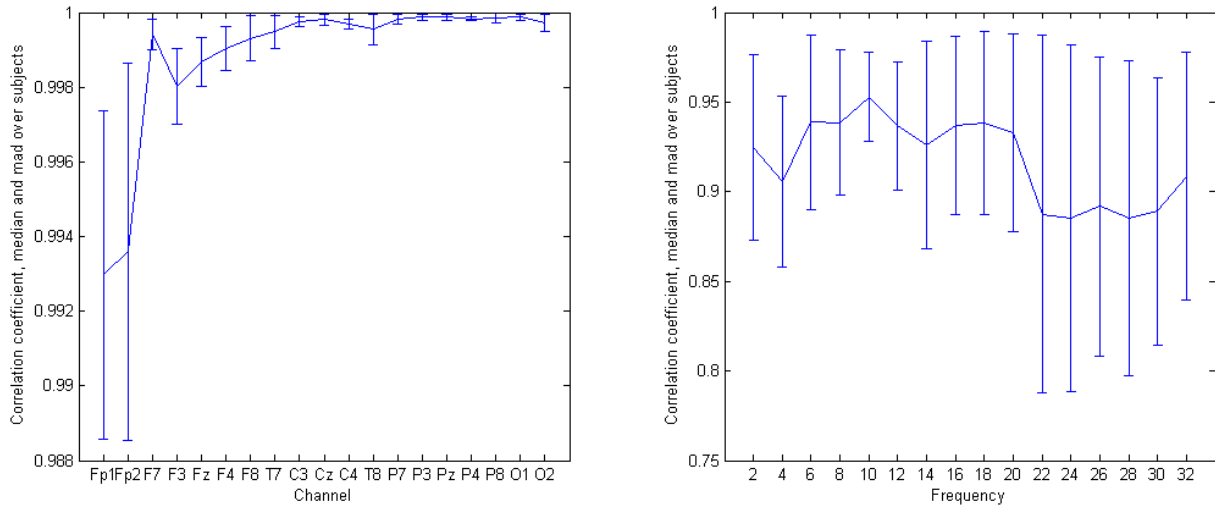 Correlation coefficient, median and mad over subjects
1
0.998
0.996
0.994
0.992
0.99
0.988
Fp1 Fp2 F7 F3 Fz F4 F8 T7 C3 Cz C4 T8 P7 P3 Pz P4 P8 O1 O2
Channel
Correlation coefficient, median and mad over subjects
1
0.95
0.9
0.85
0.8
0.75
2 4 6 8 10 12 14 16 18 20 22 24 26 28 30 32
Frequency